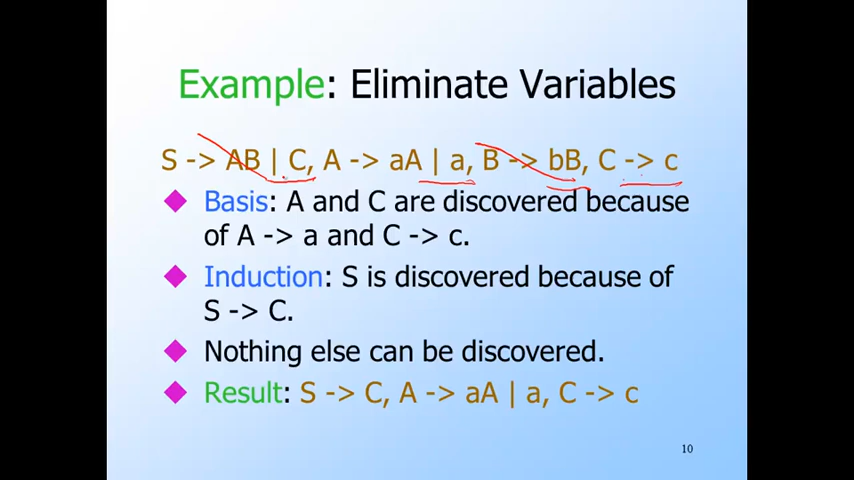 Example: Eliminate Variables
S -> AB | C, A -> aA | a, B -> bB, C -> c
Basis: A and C are discovered because
of A -> a and C -> c.
Induction: S is discovered because of
S -> C.
Nothing else can be discovered.
Result: S -> C, A -> aA | a, C -> c
10